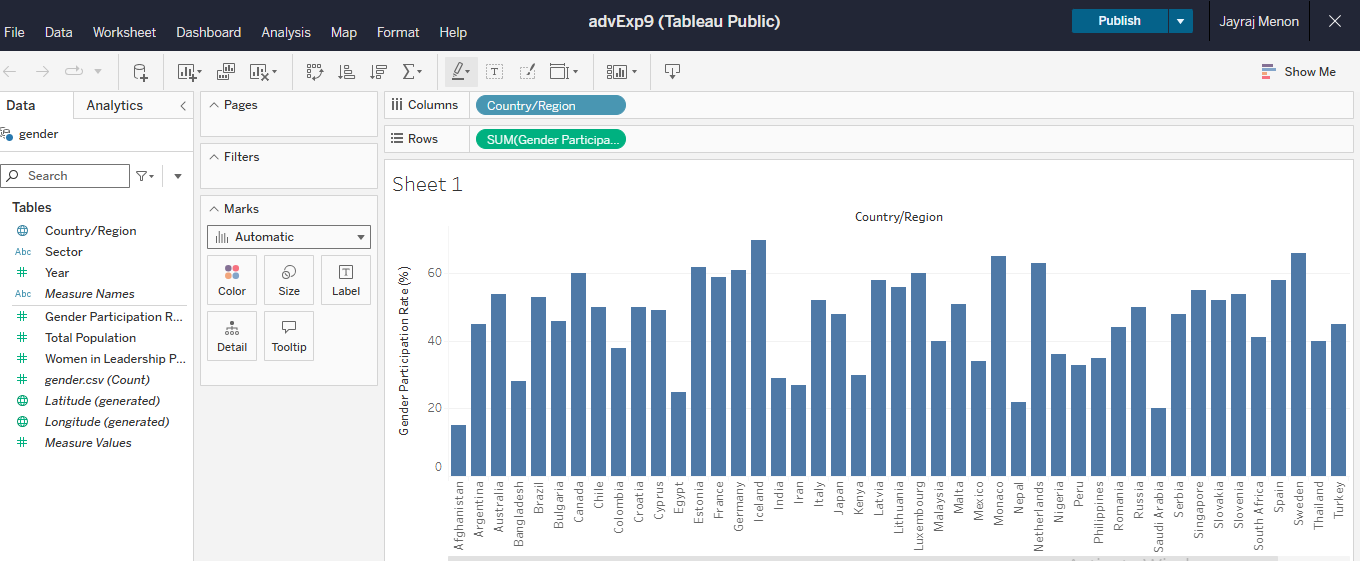 advExp9 (Tableau Public)
Publish
Jayraj Menon
File Data Worksheet Dashboard Analysis Map Format Help
Show Me
Data Analytics
gender
Search
Tables
Country/Region
Abc Sector
Year
Abc Measure Names
Gender Participation R...
Total Population
Women in Leadership P...
gender.csv (Count)
Latitude (generated)
Longitude (generated)
Measure Values
Pages
Filters
Marks
Automatic
Color Size Label
Detail Tooltip
Columns Country/Region
Rows SUM(Gender Participa...
Sheet 1
Country/Region
Gender Participation Rate (%)
60
40
20
0
Afghanistan
Argentina
Australia
Bangladesh
Brazil
Bulgaria
Canada
Chile
Colombia
Croatia
Cyprus
Egypt
Estonia
France
Germany
Iceland
India
Iran
Italy
Japan
Kenya
Latvia
Lithuania
Luxembourg
Malaysia
Malta
Mexico
Monaco
Nepal
Netherlands
Nigeria
Peru
Philippines
Romania
Russia
Saudi Arabia
Serbia
Singapore
Slovakia
Slovenia
South Africa
Spain
Sweden
Thailand
Turkey